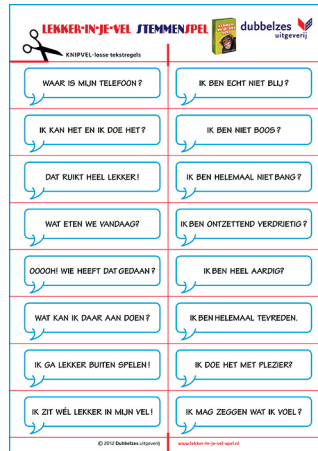 LEKKER-IN-JE-VEL STEMMENSPEL
dubbelzes
uitgeverij
KNIPVEL-losse tekstregels
WAAR IS MIJN TELEFOON?
IK BEN ECHT NIET BLIJ?
IK KAN HET EN IK DOE HET?
IK BEN NIET BOOS?
DAT RUIKT HEEL LEKKER!
IK BEN HELEMAAL NIET BANG?
WAT ETEN WE VANDAAG?
IK BEN ONTZETTEND VERDRIETIG?
OOOOH! WIE HEEFT DAT GEDAAN?
IK BEN HEEL AARDIG?
WAT KAN IK DAAR AAN DOEN?
IK BEN HELEMAAL TEVREDEN.
IK GA LEKKER BUITEN SPELEN!
IK DOE HET MET PLEZIER?
IK ZIT WÉL LEKKER IN MIJN VEL!
IK MAG ZEGGEN WAT IK VOEL?
© 2012 Dubbelzes uitgeverij
www.lekker-in-je-vel-spel.nl